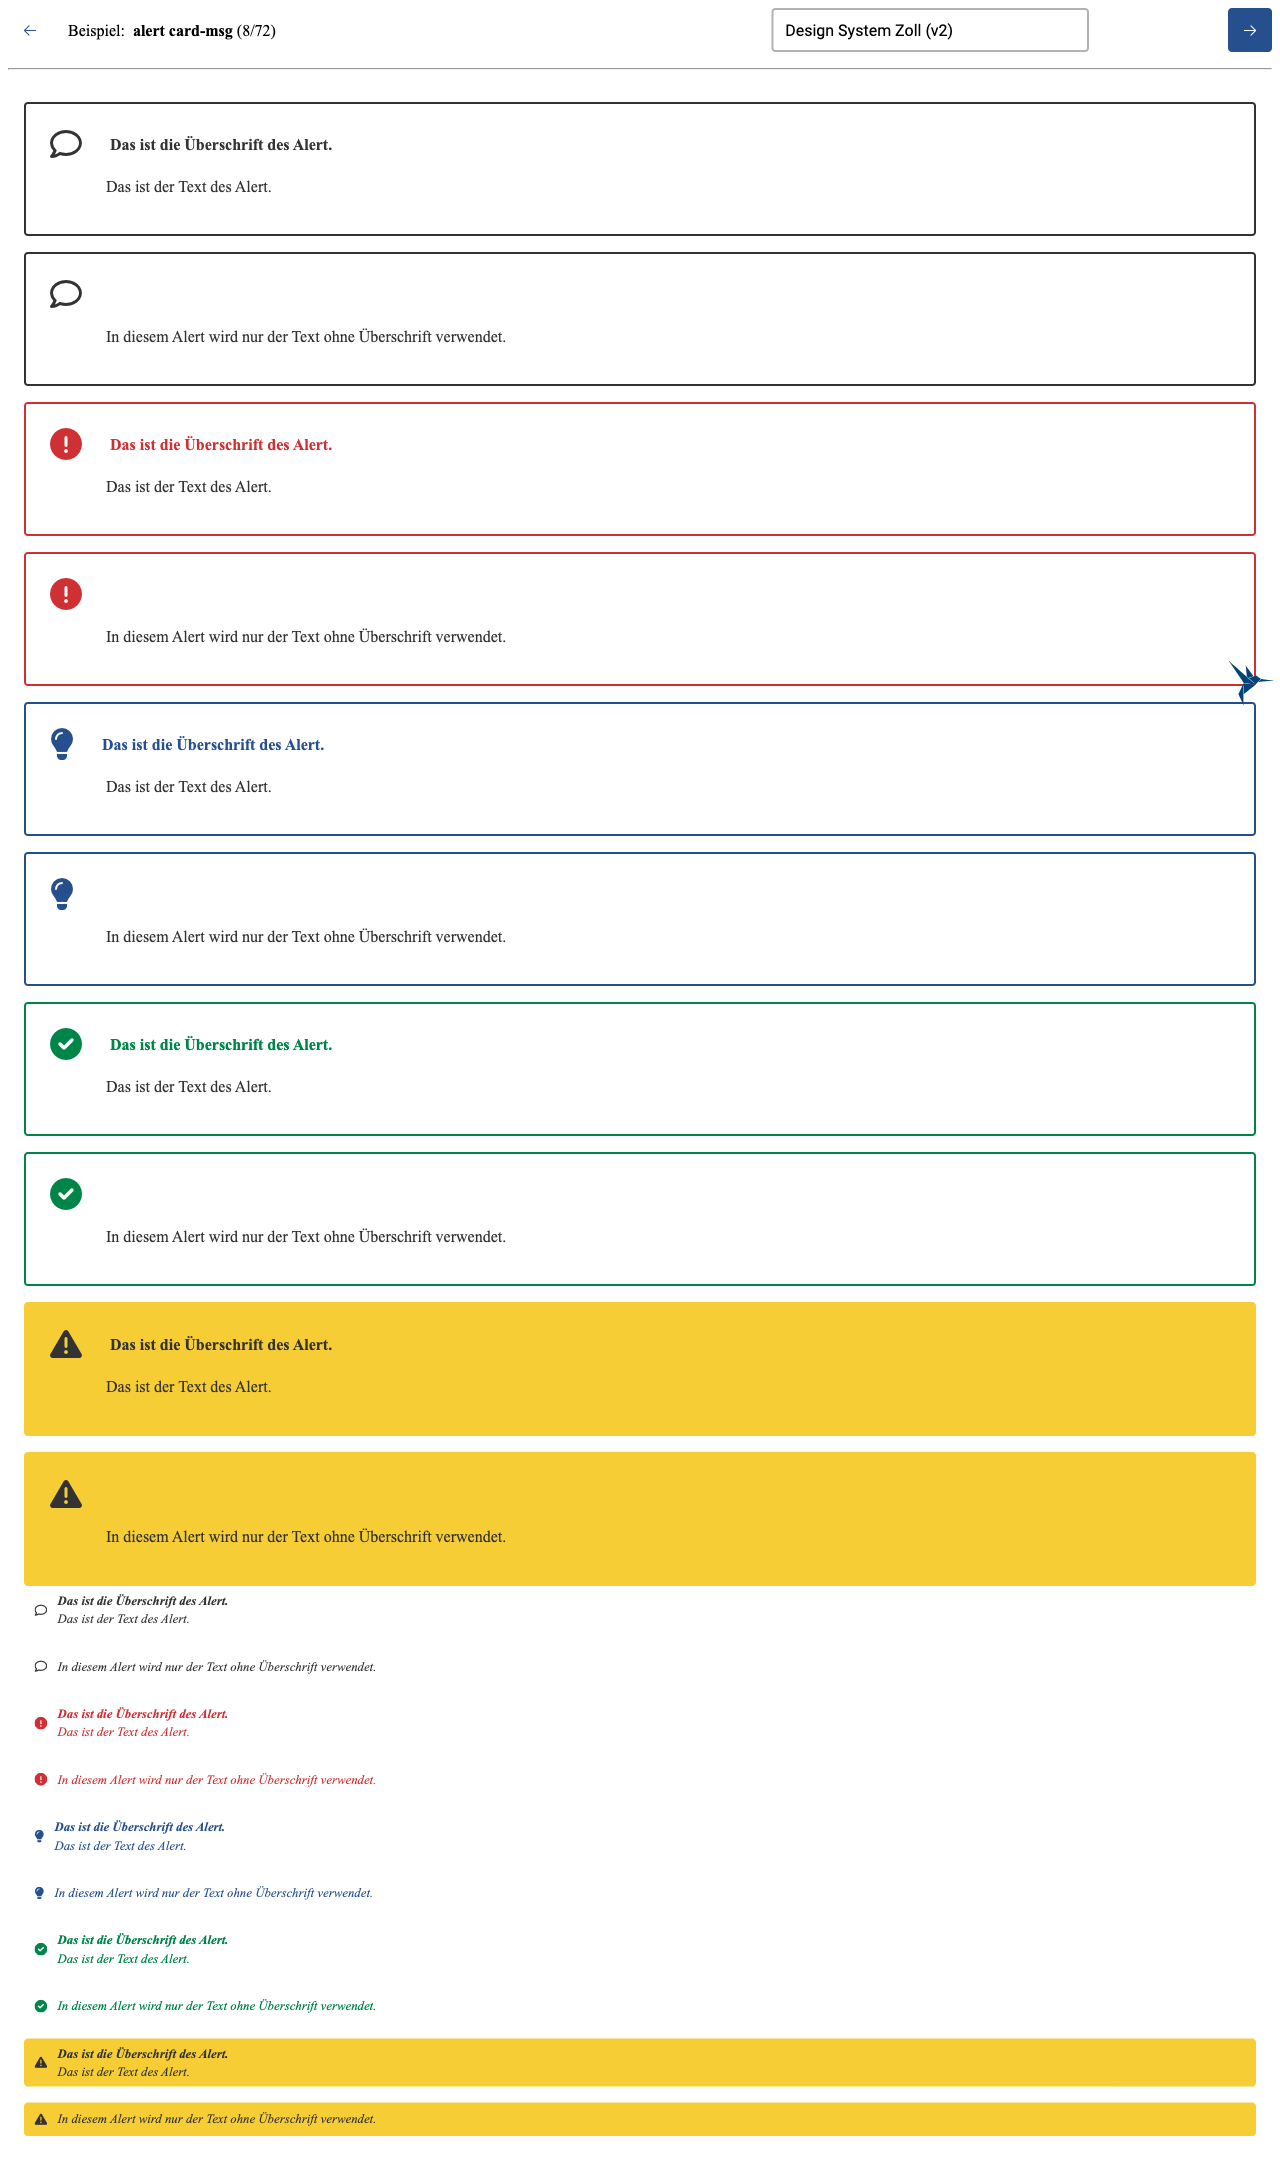 Beispiel: alert card-msg (8/72)
Design System Zoll (v2)
Das ist die Überschrift des Alert.
Das ist der Text des Alert.
In diesem Alert wird nur der Text ohne Überschrift verwendet.
Das ist die Überschrift des Alert.
Das ist der Text des Alert.
In diesem Alert wird nur der Text ohne Überschrift verwendet.
Das ist die Überschrift des Alert.
Das ist der Text des Alert.
In diesem Alert wird nur der Text ohne Überschrift verwendet.
Das ist die Überschrift des Alert.
Das ist der Text des Alert.
In diesem Alert wird nur der Text ohne Überschrift verwendet.
Das ist die Überschrift des Alert.
Das ist der Text des Alert.
In diesem Alert wird nur der Text ohne Überschrift verwendet.
Das ist die Überschrift des Alert.
Das ist der Text des Alert.
In diesem Alert wird nur der Text ohne Überschrift verwendet.
Das ist die Überschrift des Alert.
Das ist der Text des Alert.
In diesem Alert wird nur der Text ohne Überschrift verwendet.
Das ist die Überschrift des Alert.
Das ist der Text des Alert.
In diesem Alert wird nur der Text ohne Überschrift verwendet.
Das ist die Überschrift des Alert.
Das ist der Text des Alert.
In diesem Alert wird nur der Text ohne Überschrift verwendet.
Das ist die Überschrift des Alert.
Das ist der Text des Alert.
In diesem Alert wird nur der Text ohne Überschrift verwendet.